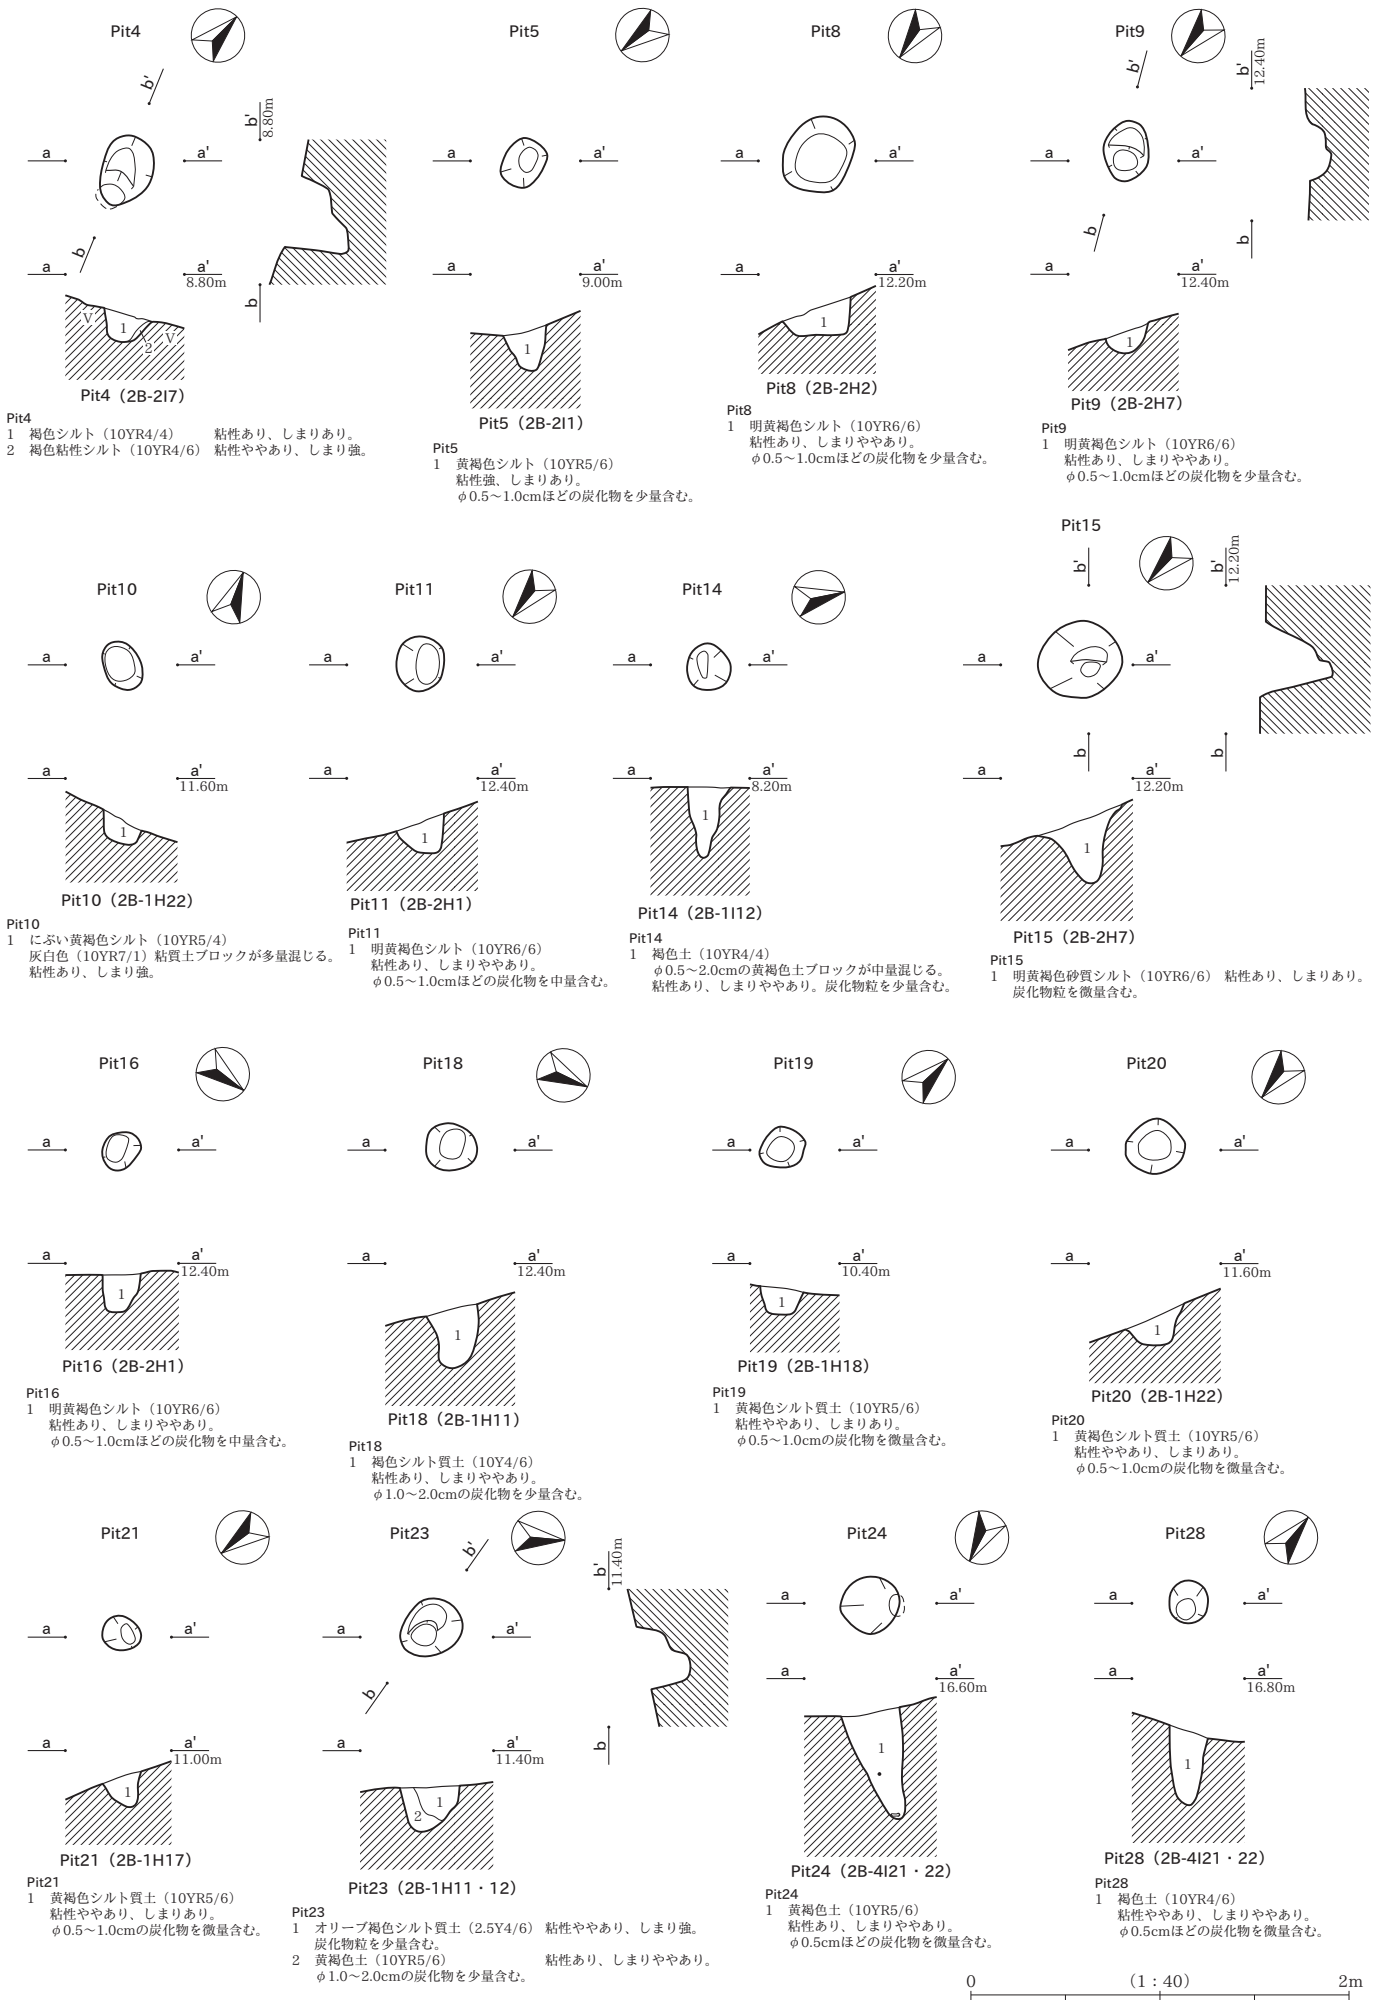 Pit4
b'
b'
8.80m
a
a'
b
a
a'
8.80m
b
V
1
2
V
Pit4（2B-2I7）
Pit4
1　褐色シルト（10YR4/4）　　　粘性あり、しまりあり。
2　褐色粘性シルト（10YR4/6）　粘性ややあり、しまり強。
Pit5
a
a'
a
a'
9.00m
1
Pit5（2B-2I1）
Pit5
1　黄褐色シルト（10YR5/6）
粘性強、しまりあり。
φ0.5～1.0cmほどの炭化物を少量含む。
Pit8
a
a'
a
a'
12.20m
1
Pit8（2B-2H2）
Pit8
1　明黄褐色シルト（10YR6/6）
粘性あり、しまりややあり。
φ0.5～1.0cmほどの炭化物を少量含む。
Pit9
b'
b'
12.40m
a
a'
b
b
a
a'
12.40m
1
Pit9（2B-2H7）
Pit9
1　明黄褐色シルト（10YR6/6）
粘性あり、しまりややあり。
φ0.5～1.0cmほどの炭化物を少量含む。
Pit10
a
a'
a
a'
11.60m
1
Pit10（2B-1H22）
Pit10
1　にぶい黄褐色シルト（10YR5/4）
灰白色（10YR7/1）粘質土ブロックが多量混じる。
粘性あり、しまり強。
Pit11
a
a'
a
a'
12.40m
1
Pit11（2B-2H1）
Pit11
1　明黄褐色シルト（10YR6/6）
粘性あり、しまりややあり。
φ0.5～1.0cmほどの炭化物を中量含む。
Pit14
a
a'
a
a'
8.20m
1
Pit14（2B-1I12）
Pit14
1　褐色土（10YR4/4）
φ0.5～2.0cmの黄褐色土ブロックが中量混じる。
粘性あり、しまりややあり。炭化物粒を少量含む。
Pit15
b'
b'
12.20m
a
a'
b
b
a
a'
12.20m
1
Pit15（2B-2H7）
Pit15
1　明黄褐色砂質シルト（10YR6/6）　粘性あり、しまりあり。
炭化物粒を微量含む。
Pit16
a
a'
a
a'
12.40m
1
Pit16（2B-2H1）
Pit16
1　明黄褐色シルト（10YR6/6）
粘性あり、しまりややあり。
φ0.5～1.0cmほどの炭化物を中量含む。
Pit18
a
a'
a
a'
12.40m
1
Pit18（2B-1H11）
Pit18
1　褐色シルト質土（10Y4/6）
粘性あり、しまりややあり。
φ1.0～2.0cmの炭化物を少量含む。
Pit19
a
a'
a
a'
10.40m
1
Pit19（2B-1H18）
Pit19
1　黄褐色シルト質土（10YR5/6）
粘性ややあり、しまりあり。
φ0.5～1.0cmの炭化物を微量含む。
Pit20
a
a'
a
a'
11.60m
1
Pit20（2B-1H22）
Pit20
1　黄褐色シルト質土（10YR5/6）
粘性ややあり、しまりあり。
φ0.5～1.0cmの炭化物を微量含む。
Pit21
a
a'
a
a'
11.00m
1
Pit21（2B-1H17）
Pit21
1　黄褐色シルト質土（10YR5/6）
粘性ややあり、しまりあり。
φ0.5～1.0cmの炭化物を微量含む。
Pit23
b'
b'
11.40m
a
a'
b
b
a
a'
11.40m
1
2
Pit23（2B-1H11・12）
Pit23
1　オリーブ褐色シルト質土（2.5Y4/6）　粘性ややあり、しまり強。
炭化物粒を少量含む。
2　黄褐色土（10YR5/6）　　　　　　　粘性あり、しまりややあり。
φ1.0～2.0cmの炭化物を少量含む。
Pit24
a
a'
a
a'
16.60m
1
Pit24（2B-4I21・22）
Pit24
1　黄褐色土（10YR5/6）
粘性あり、しまりややあり。
φ0.5cmほどの炭化物を微量含む。
Pit28
a
a'
a
a'
16.80m
1
Pit28（2B-4I21・22）
Pit28
1　褐色土（10YR4/6）
粘性ややあり、しまりややあり。
φ0.5cmほどの炭化物を微量含む。
0　（1：40）　2m